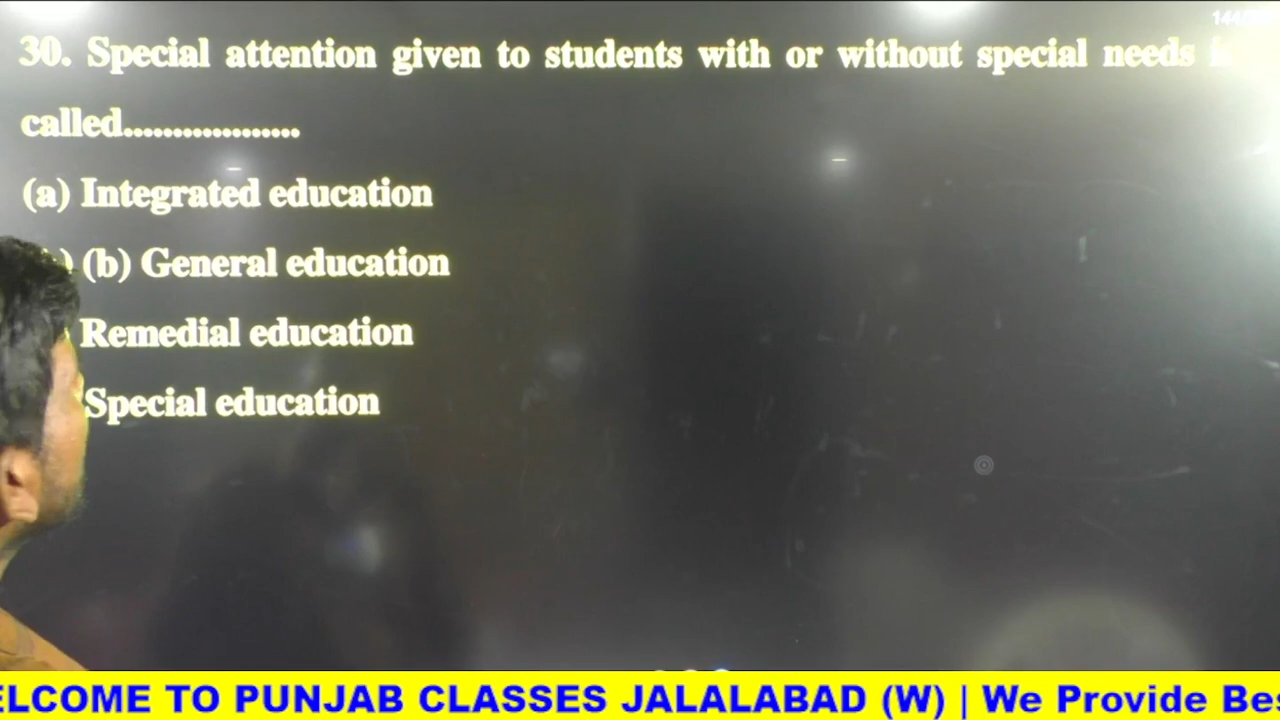 144
30. Special attention given to students with or without special needs
called..................
(a) Integrated education
(b) General education
Remedial education
Special education
ELCOME TO PUNJAB CLASSES JALALABAD (W) | We Provide Bes